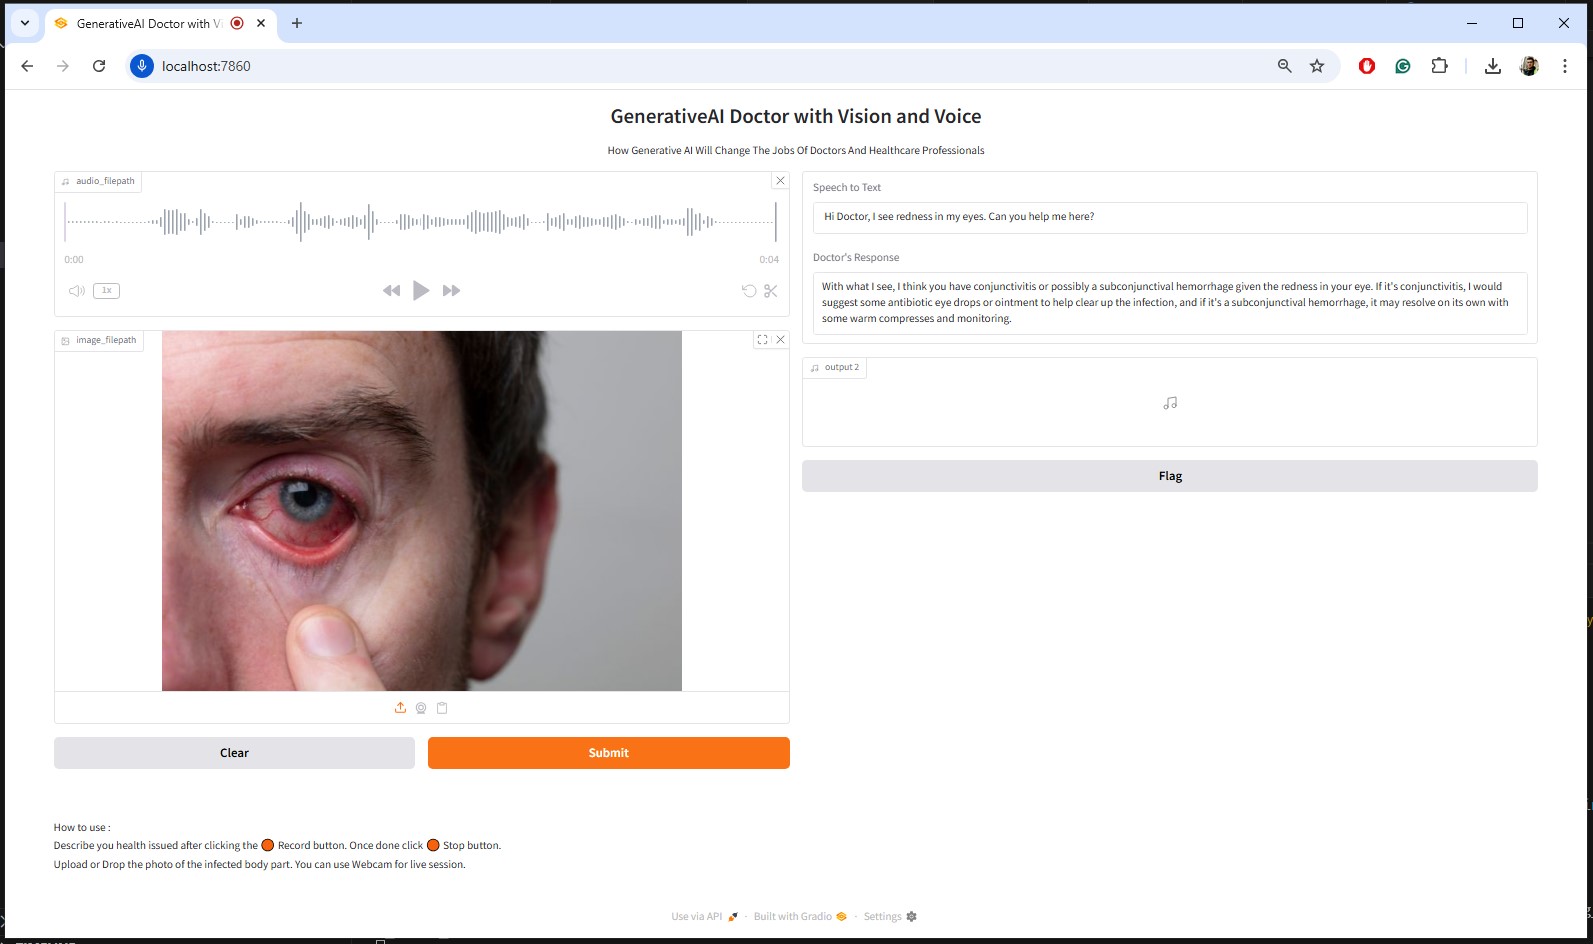 GenerativeAI Doctor with Vi
localhost:7860
GenerativeAI Doctor with Vision and Voice
How Generative AI Will Change The Jobs Of Doctors And Healthcare Professionals
audio_filepath
0:00
0:04
1x
image_filepath
Clear
Submit
Speech to Text
Hi Doctor, I see redness in my eyes. Can you help me here?
Doctor's Response
With what I see, I think you have conjunctivitis or possibly a subconjunctival hemorrhage given the redness in your eye. If it's conjunctivitis, I would
suggest some antibiotic eye drops or ointment to help clear up the infection, and if it's a subconjunctival hemorrhage, it may resolve on its own with
some warm compresses and monitoring.
output 2
Flag
How to use :
Describe you health issued after clicking the Record button. Once done click Stop button.
Upload or Drop the photo of the infected body part. You can use Webcam for live session.
Use via API · Built with Gradio · Settings